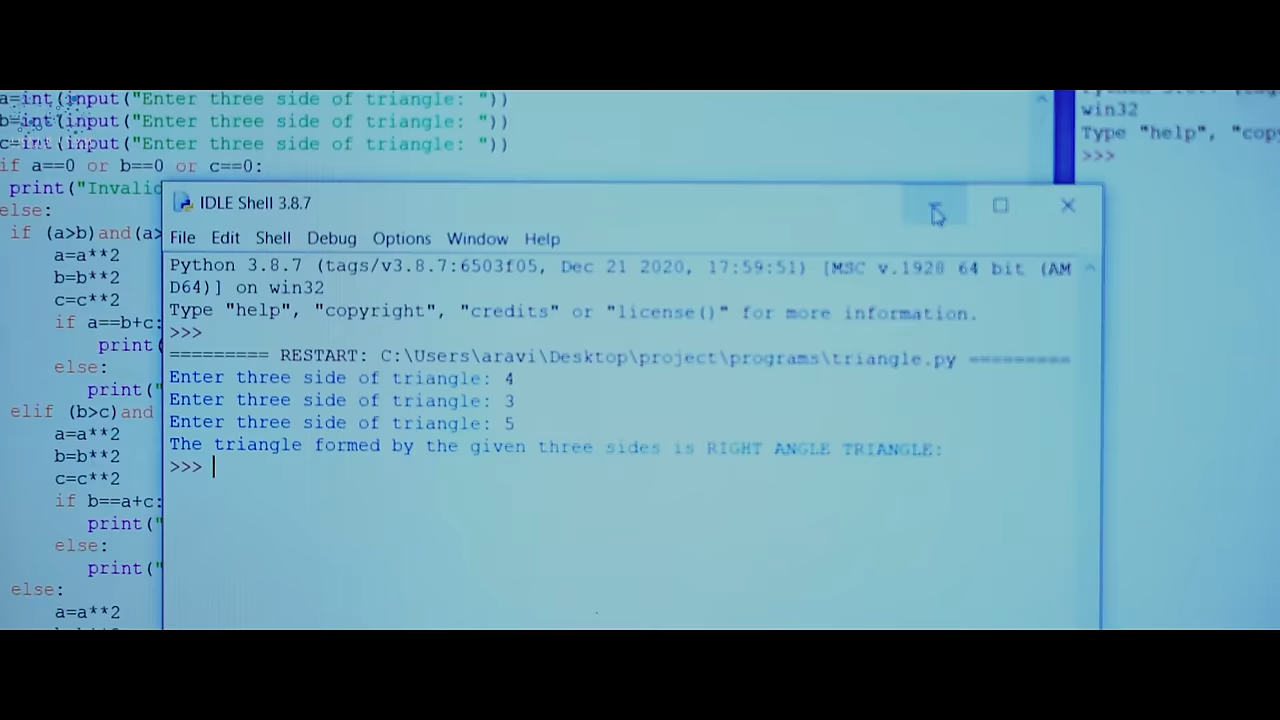 a=int(input("Enter three side of triangle: "))
b=int(input("Enter three side of triangle: "))
c=int(input("Enter three side of triangle: "))
if a==0 or b==0 or c==0:
print("Invalid
else:
if (a>b)and(a>
a=a**2
b=b**2
c=c**2
if a==b+c:
print(
else:
print("
elif (b>c)and
a=a**2
b=b**2
c=c**2
if b==a+c:
print("
else:
print("
else:
a=a**2
IDLE Shell 3.8.7
File Edit Shell Debug Options Window Help
Python 3.8.7 (tags/v3.8.7:6503f05, Dec 21 2020, 17:59:51) [MSC v.1928 64 bit (AM
D64)] on win32
Type "help", "copyright", "credits" or "license()" for more information.
>>>
========= RESTART: C:\Users\aravi\Desktop\project\programs\triangle.py =========
Enter three side of triangle: 4
Enter three side of triangle: 3
Enter three side of triangle: 5
The triangle formed by the given three sides is RIGHT ANGLE TRIANGLE:
>>>
win32
Type "help", "copy
>>>